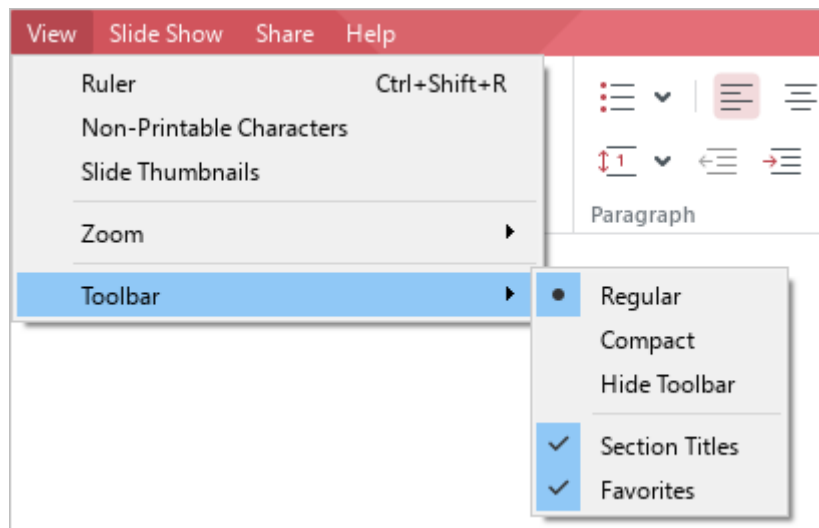 View Slide Show Share Help
Ruler Ctrl+Shift+R
Non-Printable Characters
Slide Thumbnails
Zoom
Toolbar
1
Paragraph
Regular
Compact
Hide Toolbar
Section Titles
Favorites